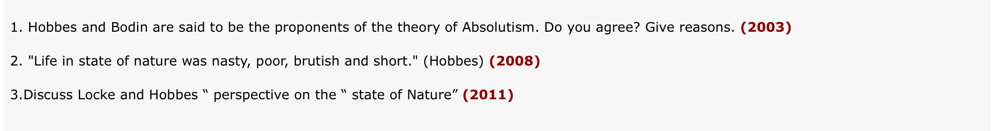 1. Hobbes and Bodin are said to be the proponents of the theory of Absolutism. Do you agree? Give reasons. (2003)
2. "Life in state of nature was nasty, poor, brutish and short." (Hobbes) (2008)
3.Discuss Locke and Hobbes “ perspective on the “ state of Nature” (2011)